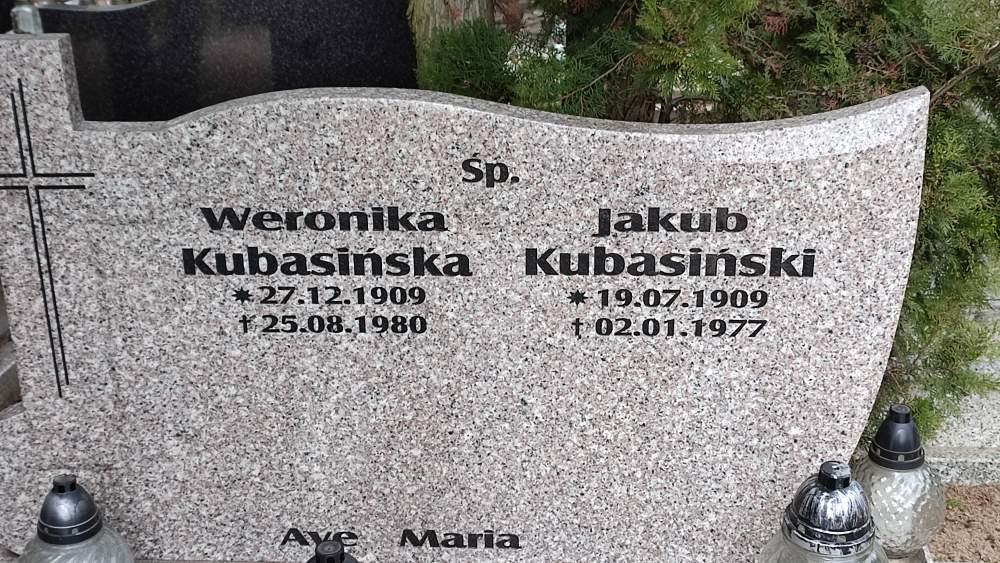 Śp.
Weronika
Kubasińska
* 27.12.1909
† 25.08.1980
Jakub
Kubasiński
* 19.07.1909
† 02.01.1977
Ave Maria